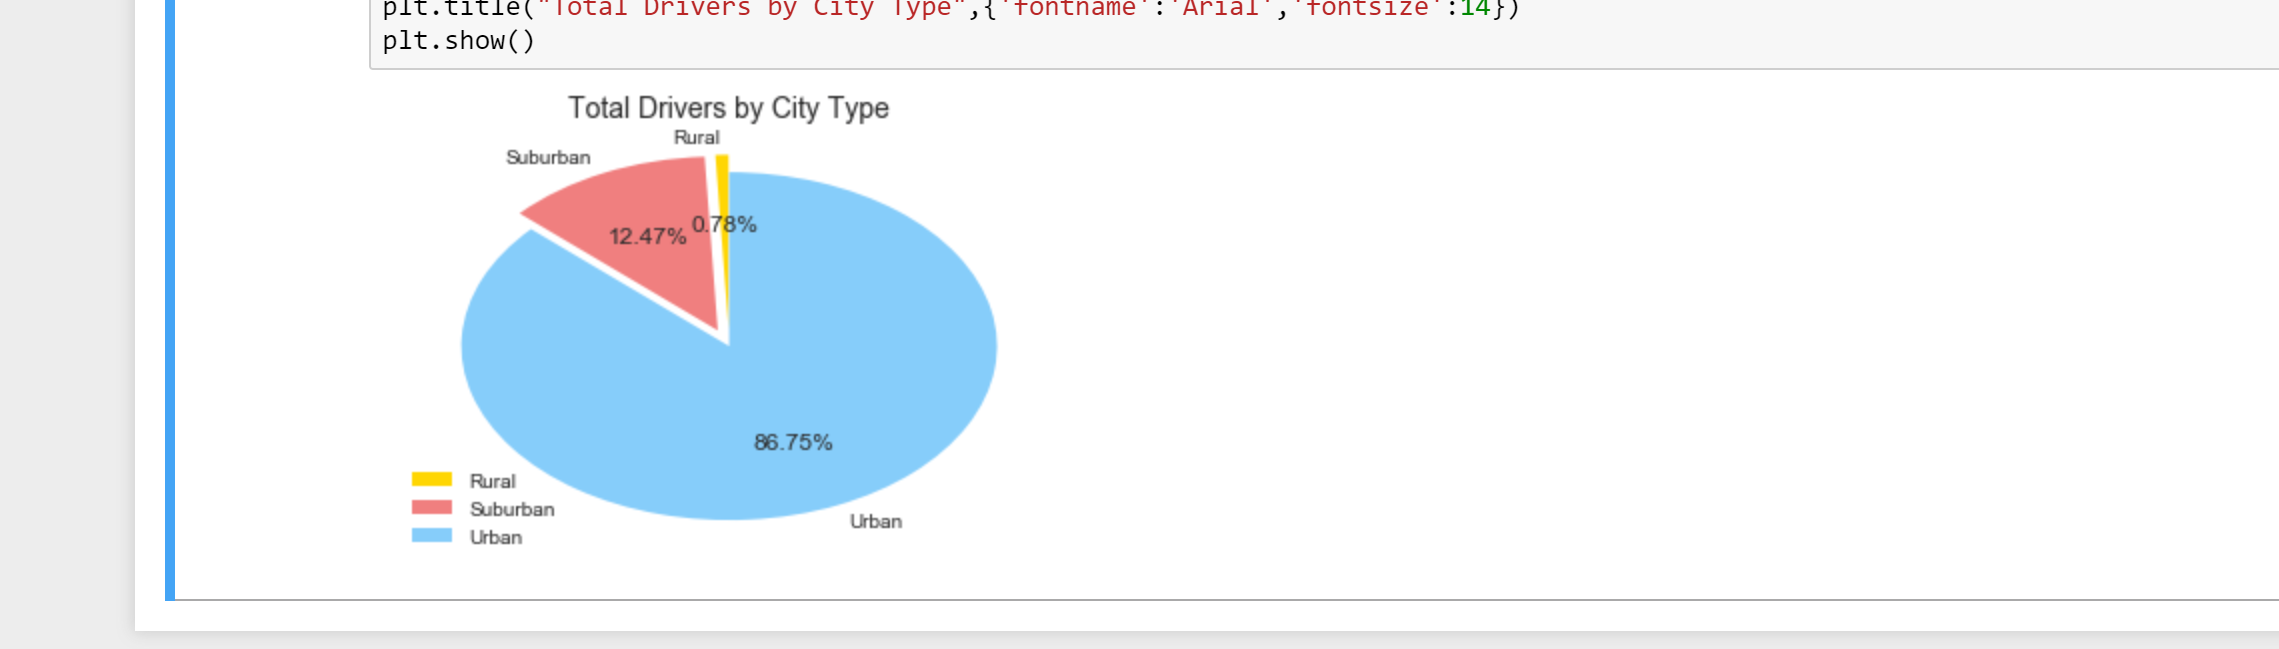 plt.title("Total Drivers by City Type",{'fontname':'Arial','fontsize':14})
plt.show()
Total Drivers by City Type
Rural
Suburban
12.47%
0.78%
86.75%
Urban
Rural
Suburban
Urban